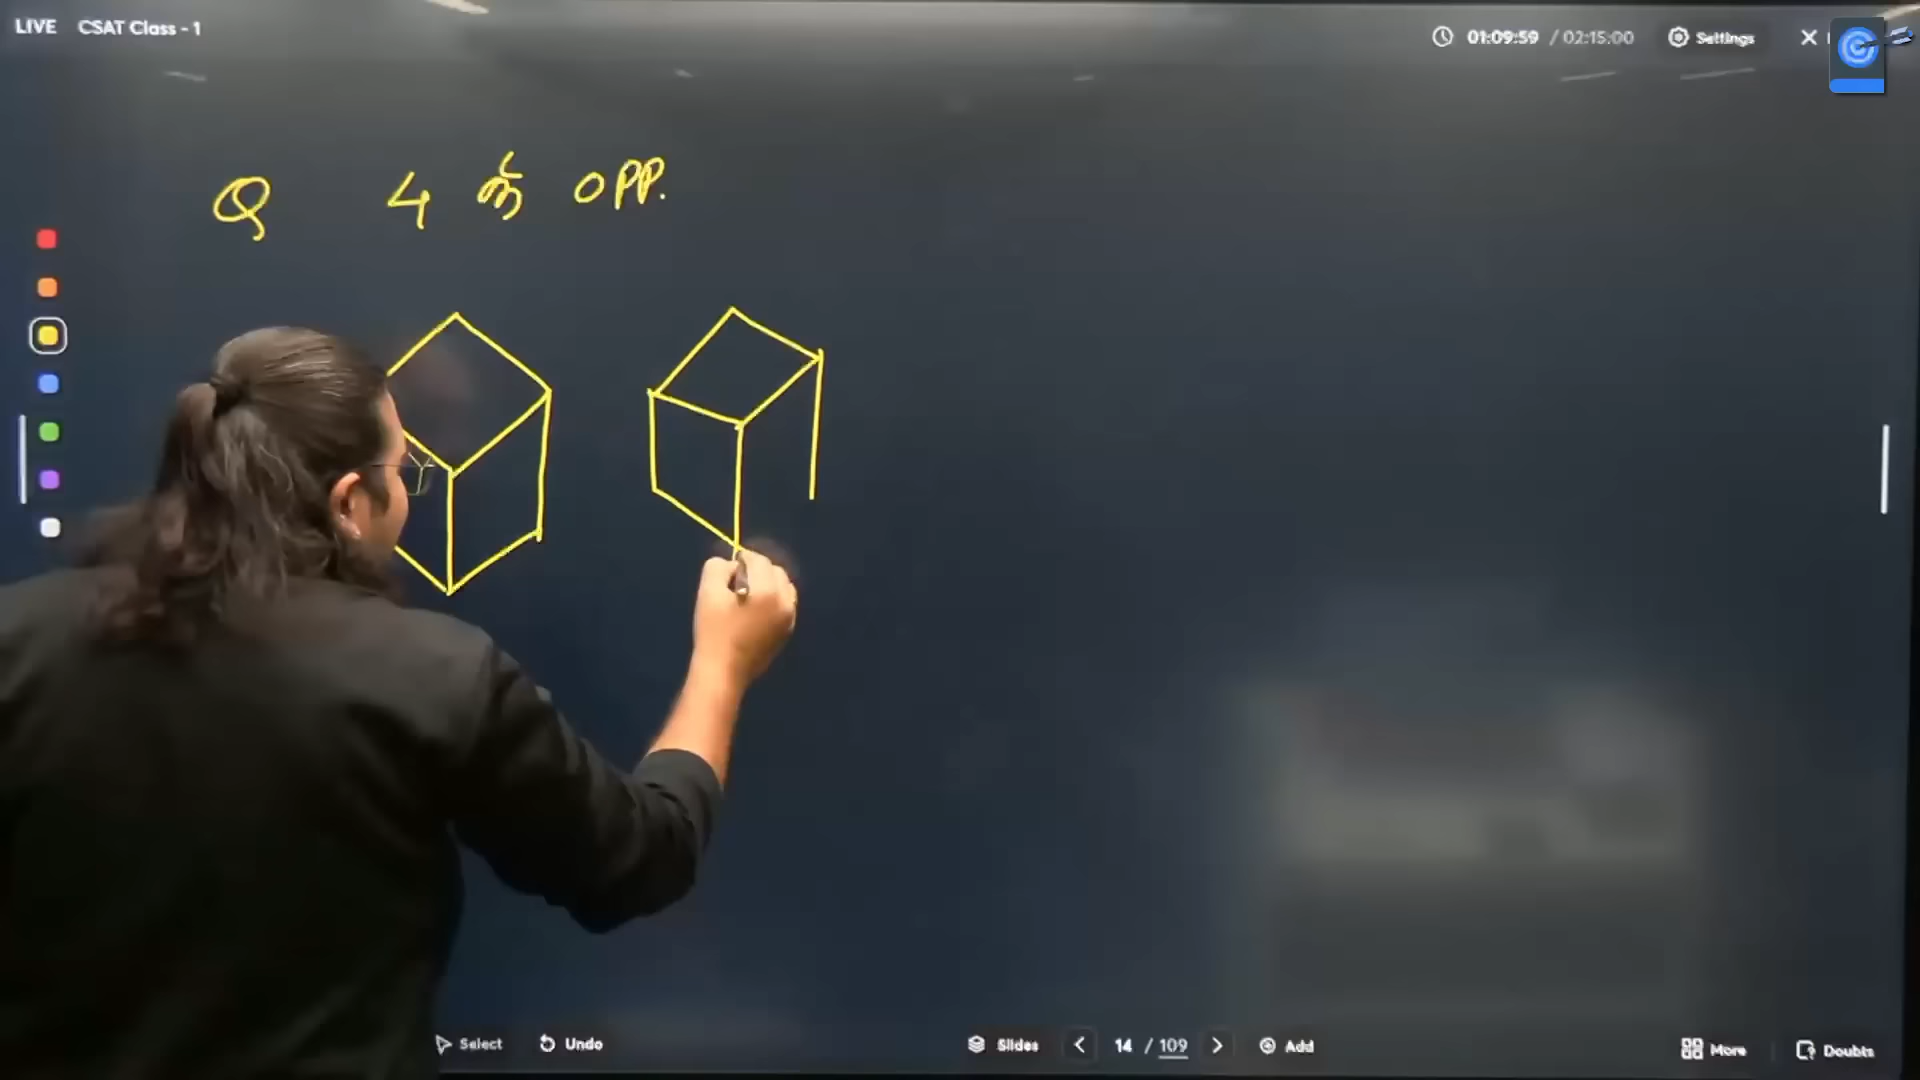 LIVE CSAT Class - 1
01:09:59 / 02:15:00 Settings
Q 4 के OPP.
Select Undo Slides 14 / 109 Add More Doubts